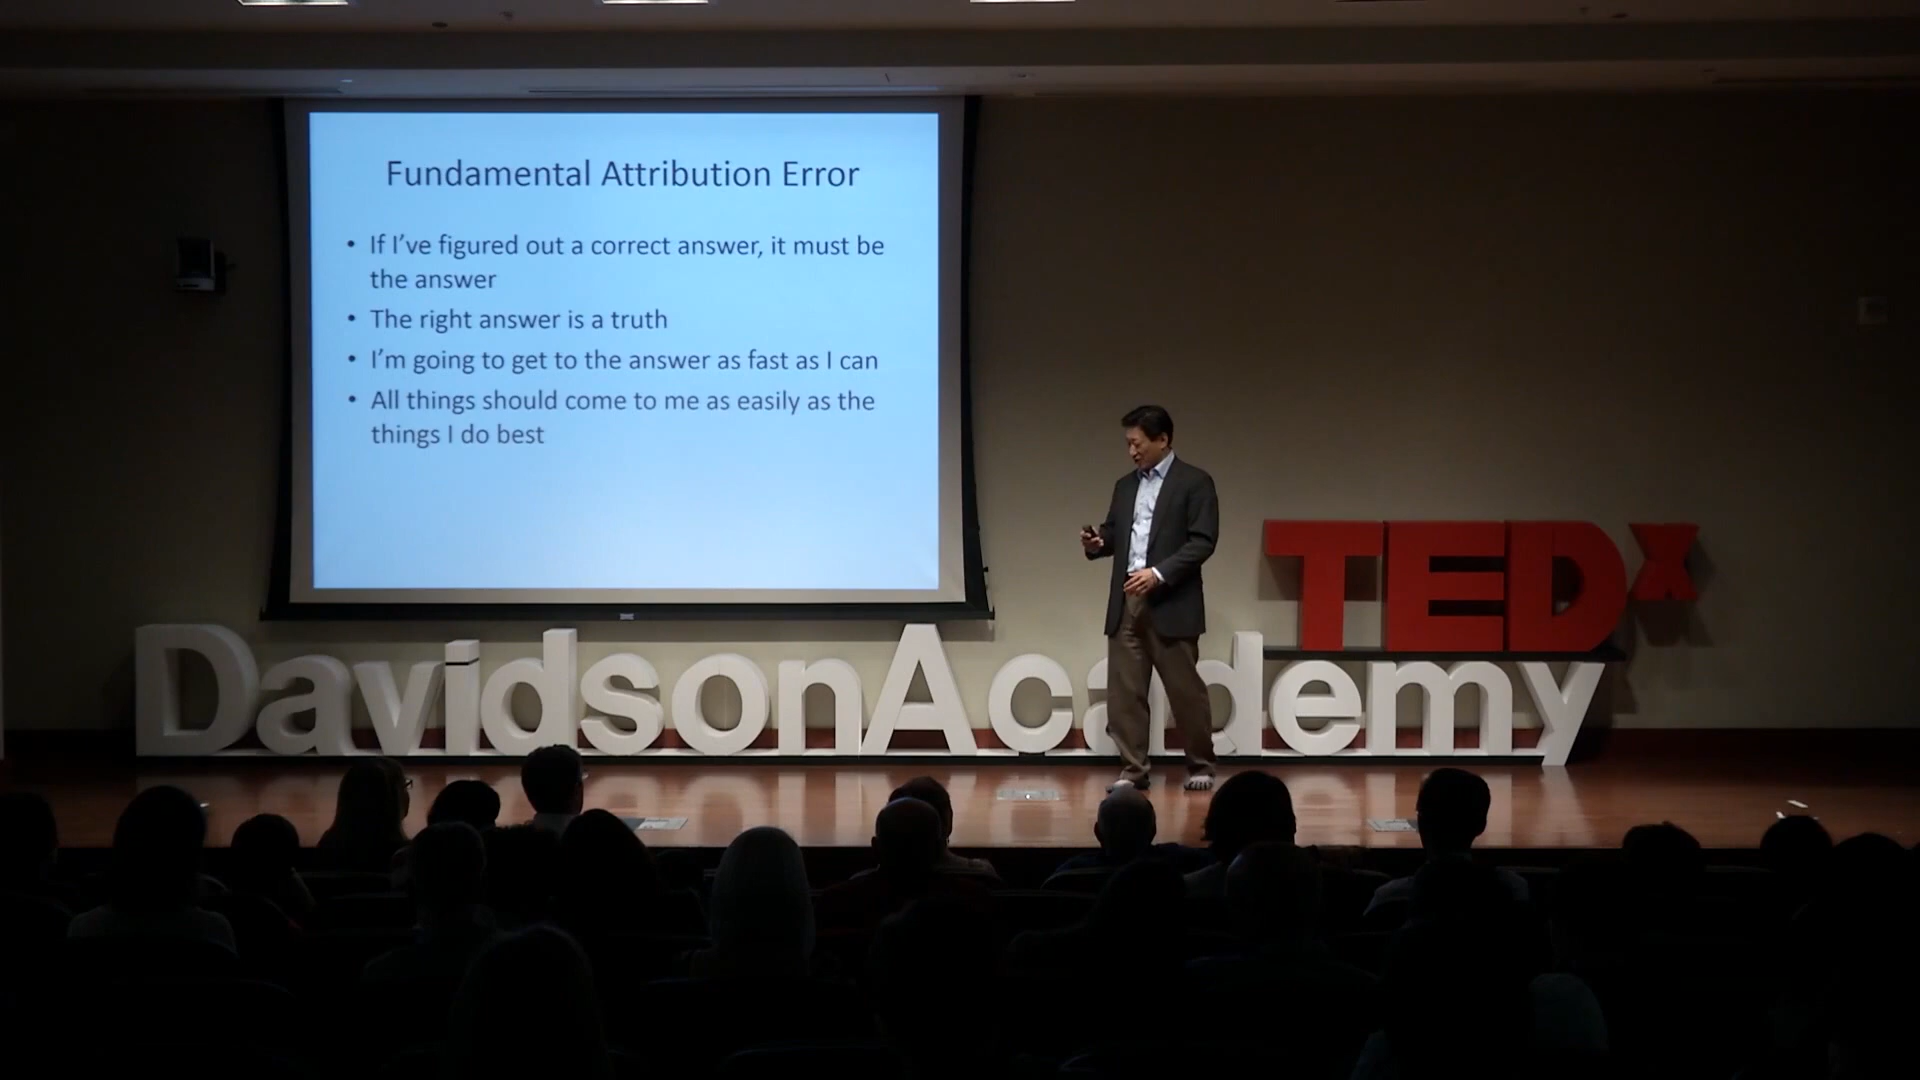 Fundamental Attribution Error
• If I've figured out a correct answer, it must be
the answer
• The right answer is a truth
• I'm going to get to the answer as fast as I can
• All things should come to me as easily as the
things I do best
TEDx
DavidsonAcademy